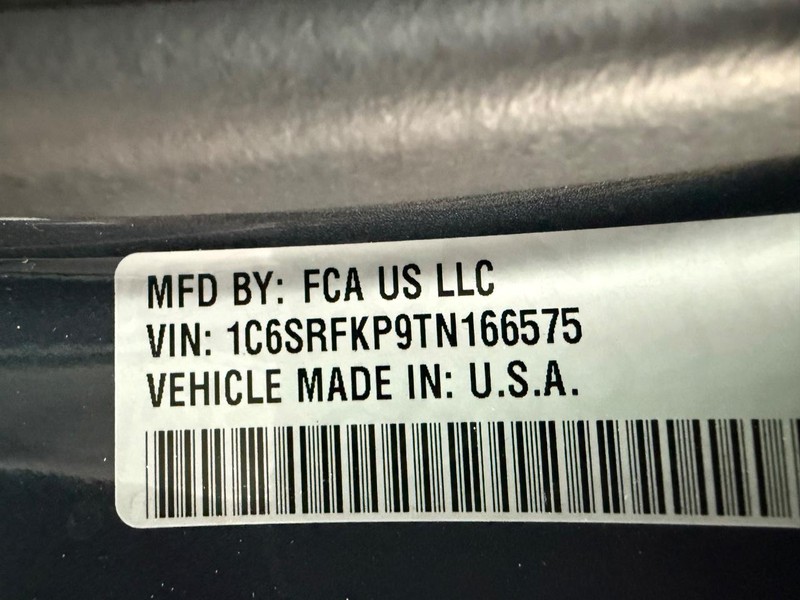 MFD BY: FCA US LLC
VIN: 1C6SRFKP9TN166575
VEHICLE MADE IN: U.S.A.